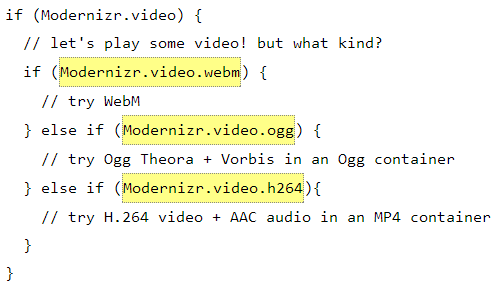 if (Modernizr.video) {
  // let's play some video! but what kind?
  if (Modernizr.video.webm) {
    // try WebM
  } else if (Modernizr.video.ogg) {
    // try Ogg Theora + Vorbis in an Ogg container
  } else if (Modernizr.video.h264){
    // try H.264 video + AAC audio in an MP4 container
  }
}